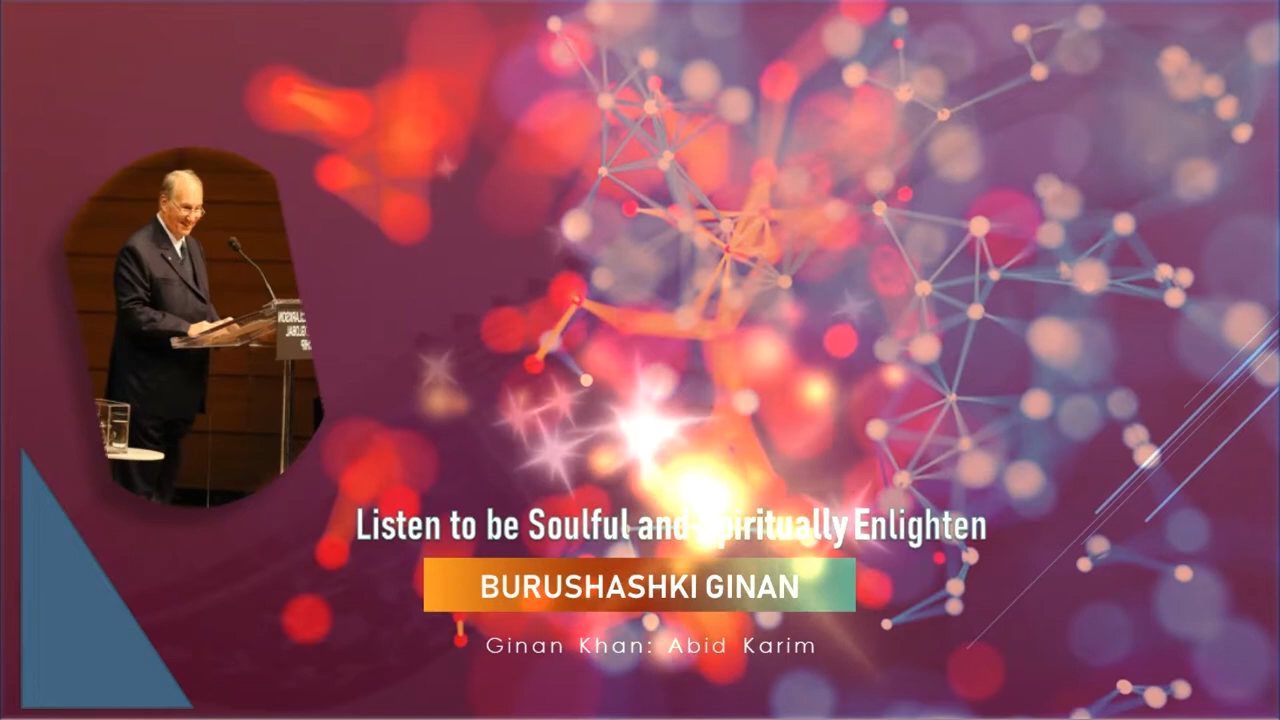 Listen to be Soulful and Spiritually Enlighten
BURUSHASHKI GINAN
Ginan Khan: Abid Karim